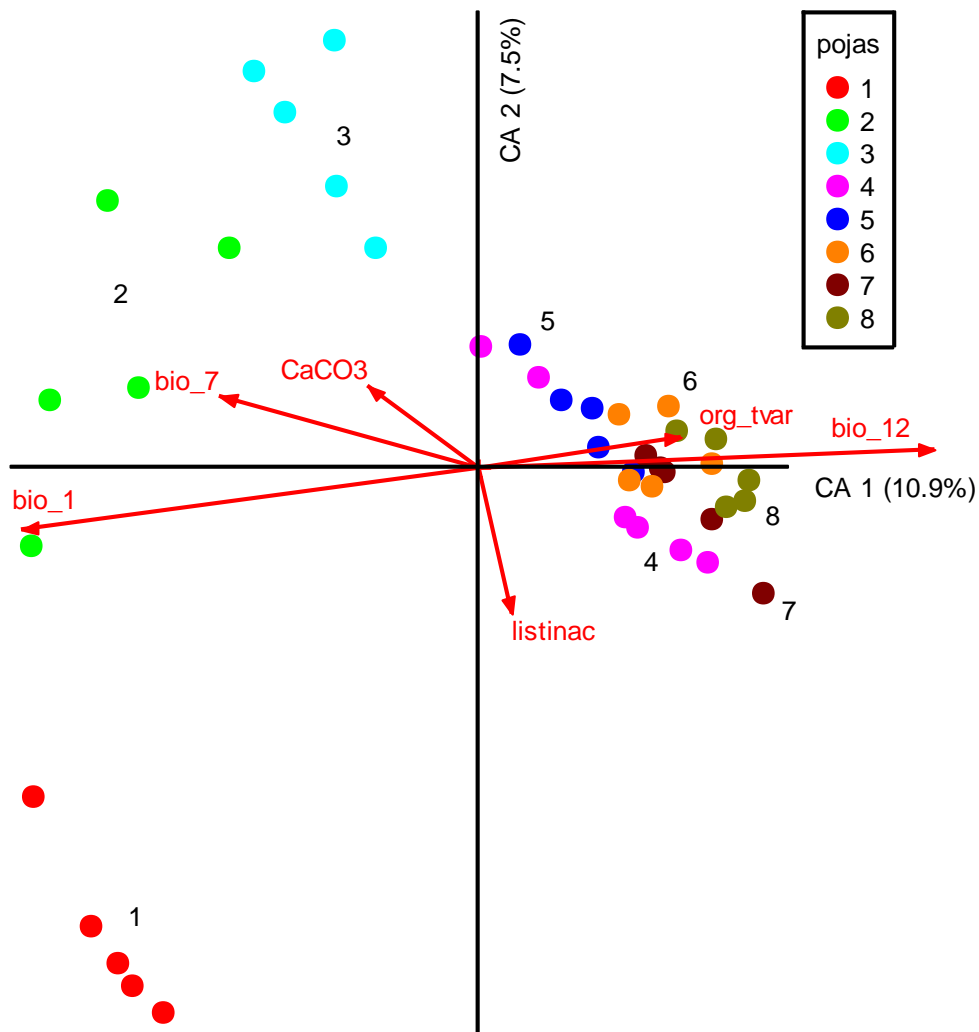 CA 2 (7.5%)
pojas
1
2
3
4
5
6
7
8
3
2
5
CaCO3
bio_7
6
org_tvar
bio_12
CA 1 (10.9%)
bio_1
8
4
7
listinac
1